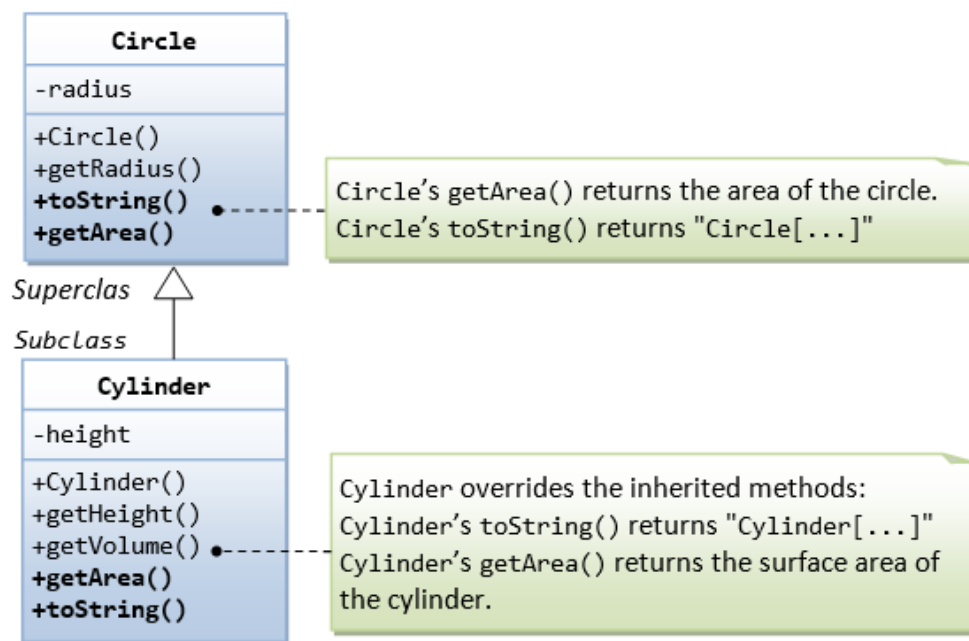 Circle
-radius
+Circle()
+getRadius()
+toString()
+getArea()
Circle's getArea() returns the area of the circle.
Circle's toString() returns "Circle[...]"
Superclas
Subclass
Cylinder
-height
+Cylinder()
+getHeight()
+getVolume()
+getArea()
+toString()
Cylinder overrides the inherited methods:
Cylinder's toString() returns "Cylinder[...]"
Cylinder's getArea() returns the surface area of
the cylinder.